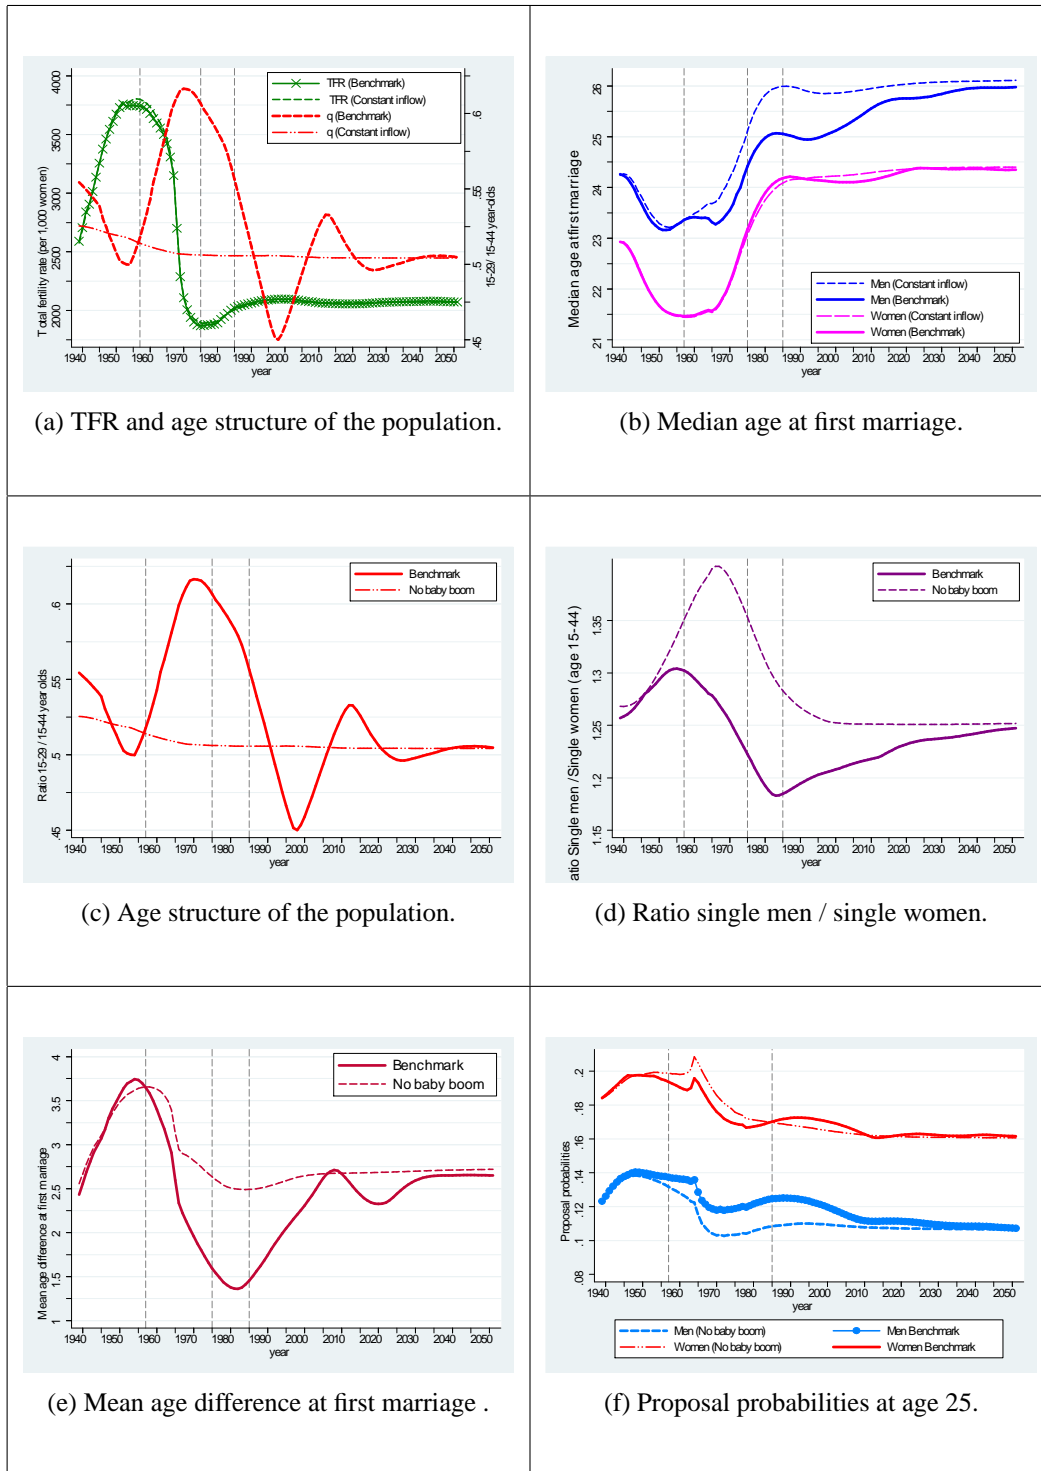 TFR (Benchmark)
TFR (Constant inflow)
q (Benchmark)
q (Constant inflow)
Total fertility rate (per 1,000 women)
2000 2500 3000 3500 4000
15-29/ 15-44 year-olds
.45 .5 .55 .6
1940 1950 1960 1970 1980 1990 2000 2010 2020 2030 2040 2050
year
(a) TFR and age structure of the population.
Median age at first marriage
21 22 23 24 25 26
Men (Constant inflow)
Men (Benchmark)
Women (Constant inflow)
Women (Benchmark)
1940 1950 1960 1970 1980 1990 2000 2010 2020 2030 2040 2050
year
(b) Median age at first marriage.
Benchmark
No baby boom
Ratio 15-29 / 15-44 year olds
.45 .5 .55 .6
1940 1950 1960 1970 1980 1990 2000 2010 2020 2030 2040 2050
year
(c) Age structure of the population.
Benchmark
No baby boom
atio Single men / Single women (age 15-44)
1.15 1.2 1.25 1.3 1.35
1940 1950 1960 1970 1980 1990 2000 2010 2020 2030 2040 2050
year
(d) Ratio single men / single women.
Benchmark
No baby boom
Mean age difference at first marriage
1 1.5 2 2.5 3 3.5 4
1940 1950 1960 1970 1980 1990 2000 2010 2020 2030 2040 2050
year
(e) Mean age difference at first marriage .
Proposal probabilities
.08 .1 .12 .14 .16 .18 .2
1940 1950 1960 1970 1980 1990 2000 2010 2020 2030 2040 2050
year
Men (No baby boom) Men Benchmark
Women (No baby boom) Women Benchmark
(f) Proposal probabilities at age 25.